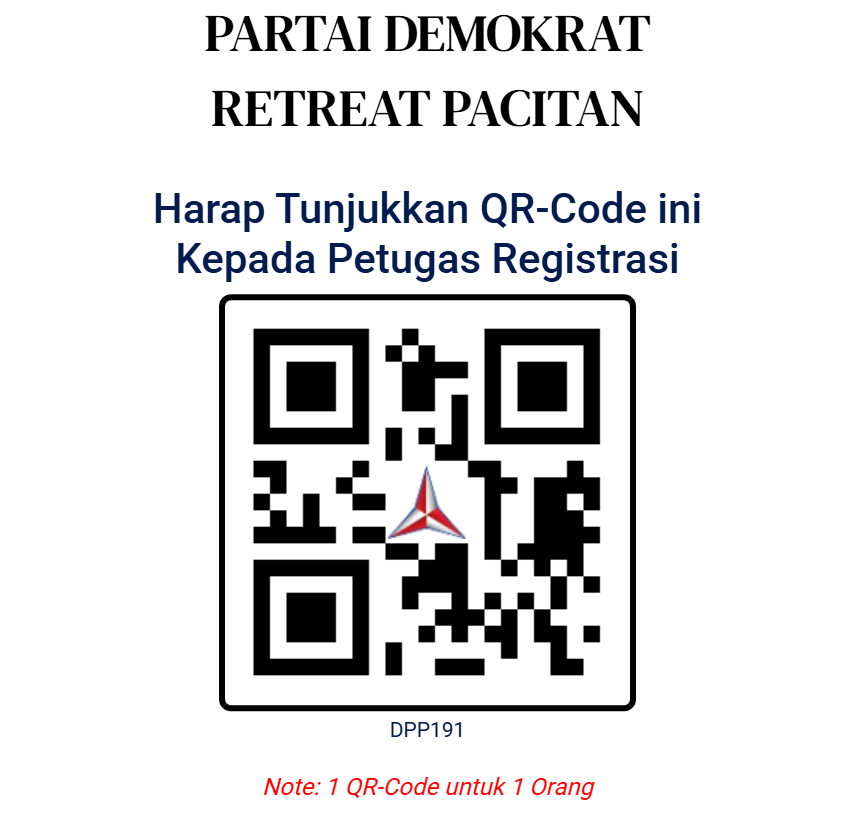 PARTAI DEMOKRAT
RETREAT PACITAN
Harap Tunjukkan QR-Code ini
Kepada Petugas Registrasi
DPP191
Note: 1 QR-Code untuk 1 Orang